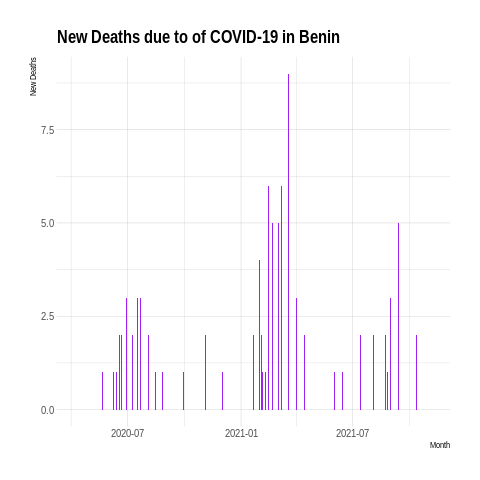 New Deaths due to of COVID-19 in Benin
New Deaths
7.5
5.0
2.5
0.0
2020-07 2021-01 2021-07
Month